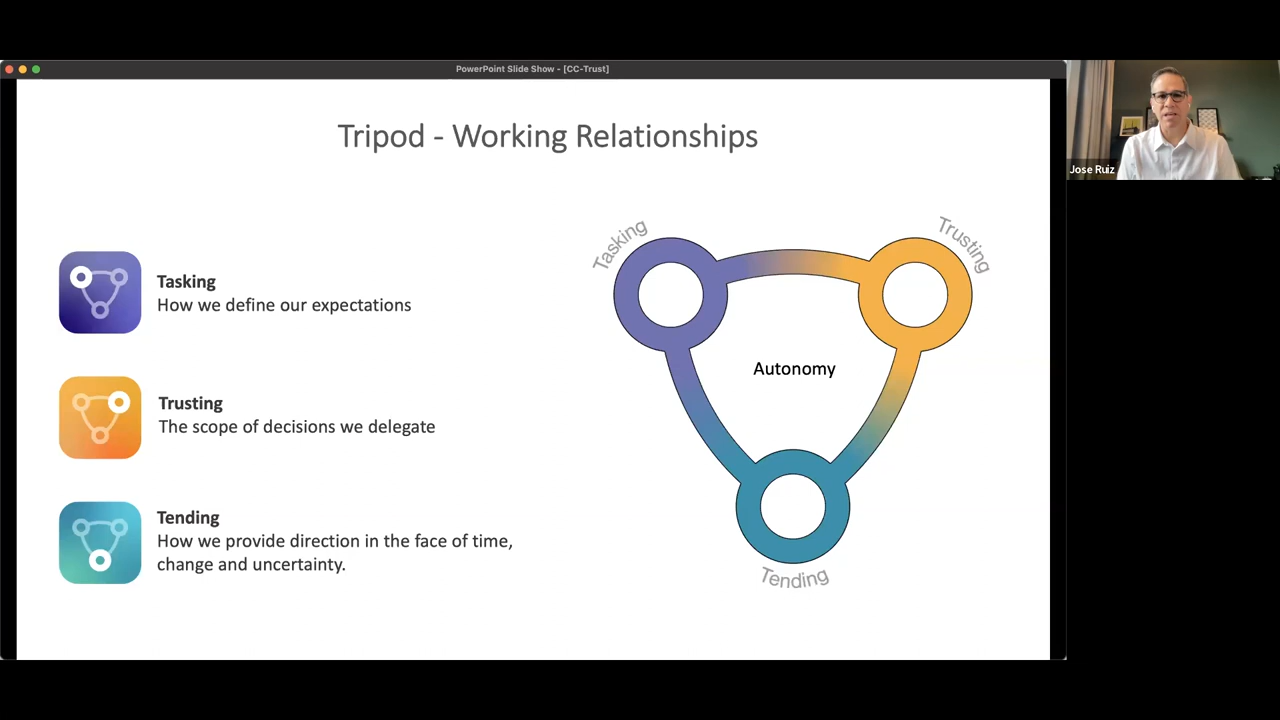 PowerPoint Slide Show - [CC-Trust]
Tripod - Working Relationships
Tasking
How we define our expectations
Trusting
The scope of decisions we delegate
Tending
How we provide direction in the face of time,
change and uncertainty.
Tasking
Trusting
Autonomy
Tending
Jose Ruiz